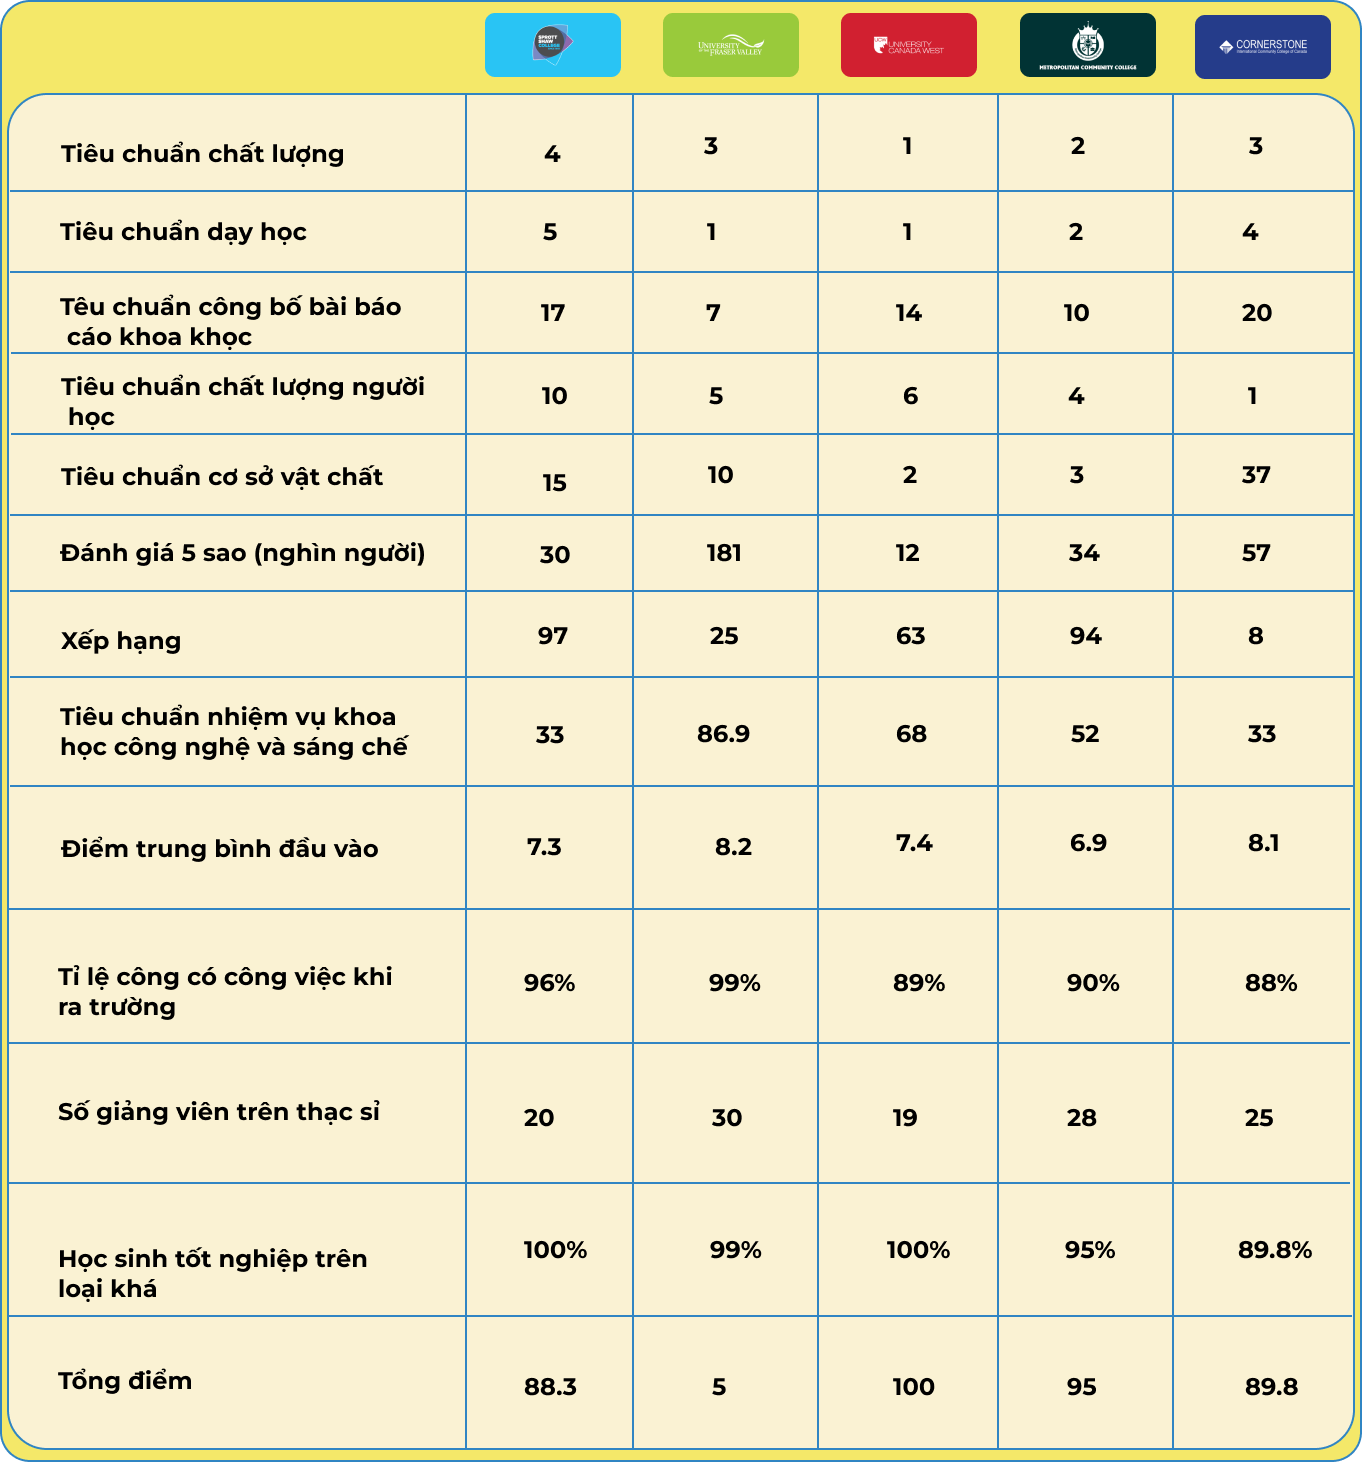 SPROTT
SHAW
COLLEGE
UNIVERSITY
OF THE FRASER VALLEY
UCW
UNIVERSITY
CANADA WEST
METROPOLITAN COMMUNITY COLLEGE
CORNERSTONE
International Community College of Canada
Tiêu chuẩn chất lượng 4 3 1 2 3
Tiêu chuẩn dạy học 5 1 1 2 4
Têu chuẩn công bố bài báo
cáo khoa khọc 17 7 14 10 20
Tiêu chuẩn chất lượng người
học 10 5 6 4 1
Tiêu chuẩn cơ sở vật chất 15 10 2 3 37
Đánh giá 5 sao (nghìn người) 30 181 12 34 57
Xếp hạng 97 25 63 94 8
Tiêu chuẩn nhiệm vụ khoa
học công nghệ và sáng chế 33 86.9 68 52 33
Điểm trung bình đầu vào 7.3 8.2 7.4 6.9 8.1
Tỉ lệ công có công việc khi
ra trường 96% 99% 89% 90% 88%
Số giảng viên trên thạc sỉ 20 30 19 28 25
Học sinh tốt nghiệp trên
loại khá 100% 99% 100% 95% 89.8%
Tổng điểm 88.3 5 100 95 89.8